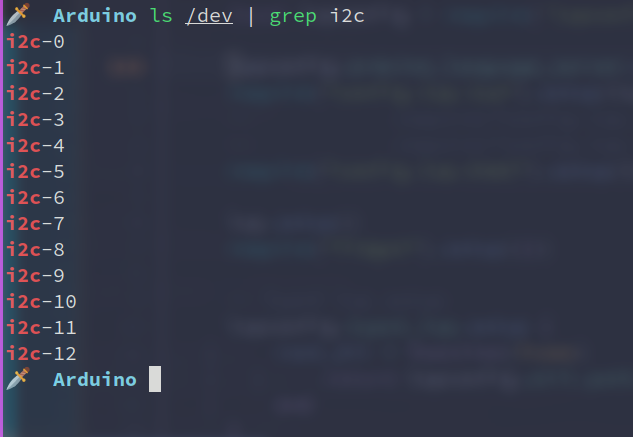 🗡️ Arduino ls /dev | grep i2c
i2c-0
i2c-1
i2c-2
i2c-3
i2c-4
i2c-5
i2c-6
i2c-7
i2c-8
i2c-9
i2c-10
i2c-11
i2c-12
🗡️ Arduino